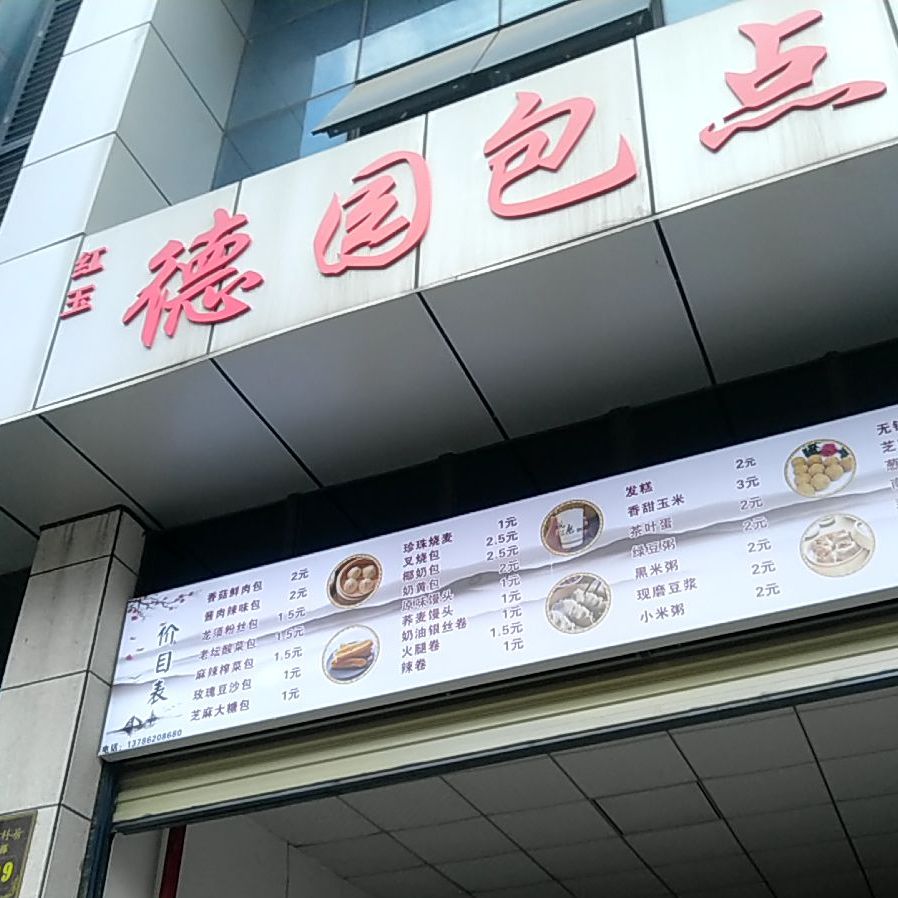 红玉
德园包点
价目表
电话：13786208680
香菇鲜肉包 2元
酱肉辣味包 2元
龙须粉丝包 1.5元
老坛酸菜包 1.5元
麻辣榨菜包 1.5元
玫瑰豆沙包 1元
芝麻大糖包 1元
珍珠烧麦 1元
叉烧包 2.5元
椰奶包 2.5元
奶黄包 2元
原味馒头 1元
荞麦馒头 1元
奶油银丝卷 1元
火腿卷 1.5元
辣卷 1元
发糕 2元
香甜玉米 3元
茶叶蛋 2元
绿豆粥 2元
黑米粥 2元
现磨豆浆 2元
小米粥 2元
无
芝
葱